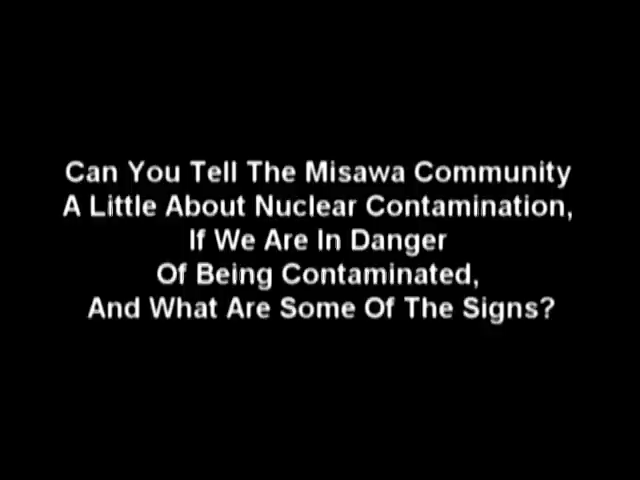 Can You Tell The Misawa Community
A Little About Nuclear Contamination,
If We Are In Danger
Of Being Contaminated,
And What Are Some Of The Signs?